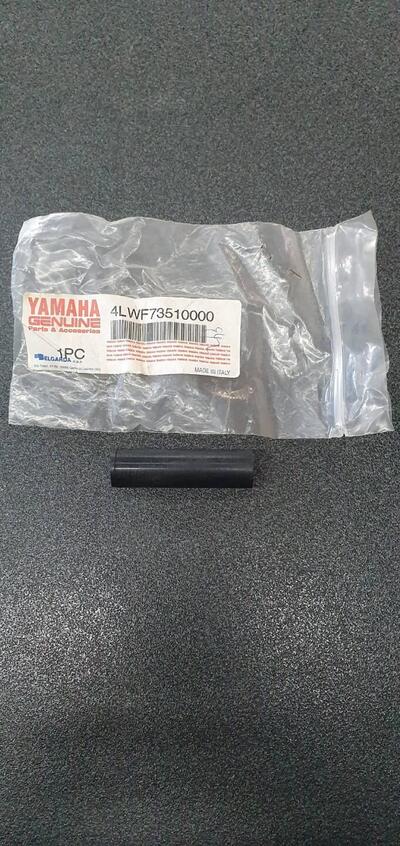 YAMAHA
GENUINE
Parts & Accessories
4LWF73510000
1PC
BELGARDA
MADE IN ITALY